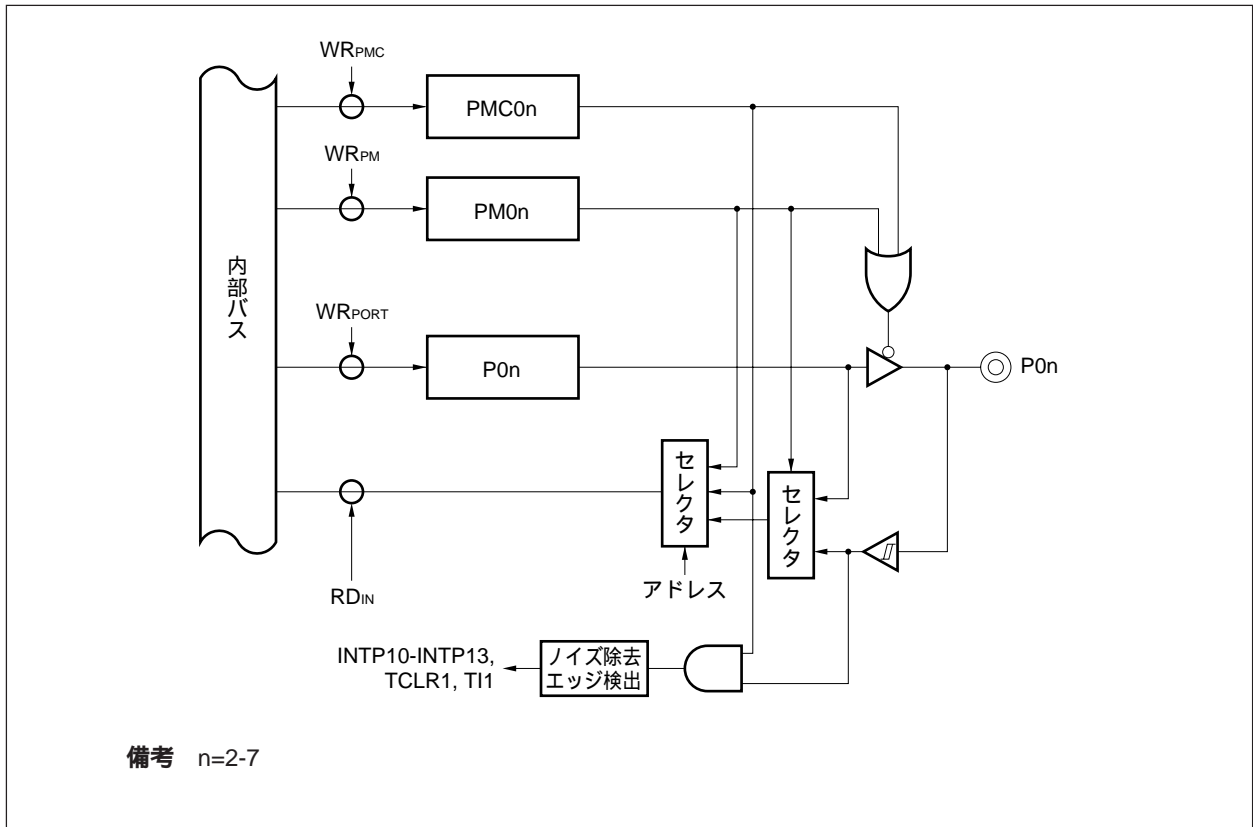 WRPMC
PMC0n
WRPM
PM0n
内部バス
WRPORT
P0n
P0n
セレクタ
セレクタ
アドレス
RDIN
INTP10-INTP13,
TCLR1, TI1
ノイズ除去
エッジ検出
備考 n=2-7